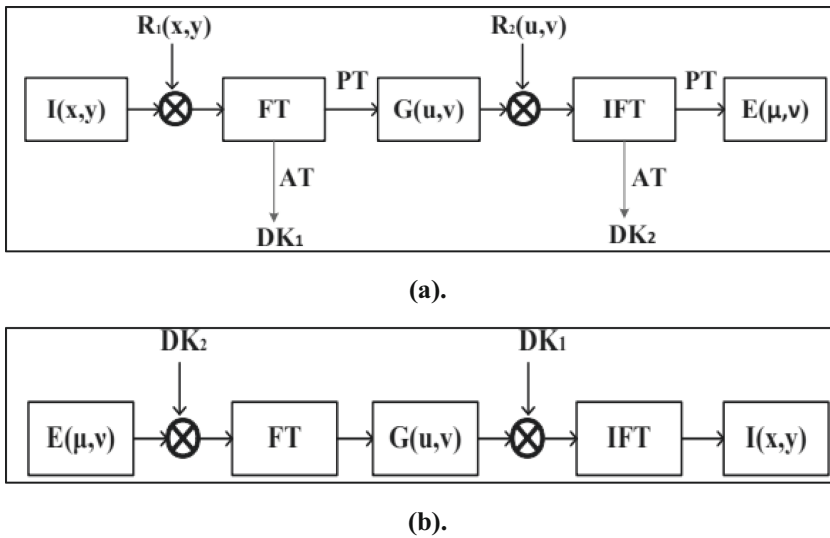 R₁(x,y) R₂(u,v)
PT PT
I(x,y) FT G(u,v) IFT E(μ,ν)
AT AT
DK₁ DK₂
(a).
DK₂ DK₁
E(μ,ν) FT G(u,v) IFT I(x,y)
(b).